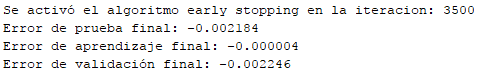 Se activó el algoritmo early stopping en la iteracion: 3500
Error de prueba final: -0.002184
Error de aprendizaje final: -0.000004
Error de validación final: -0.002246